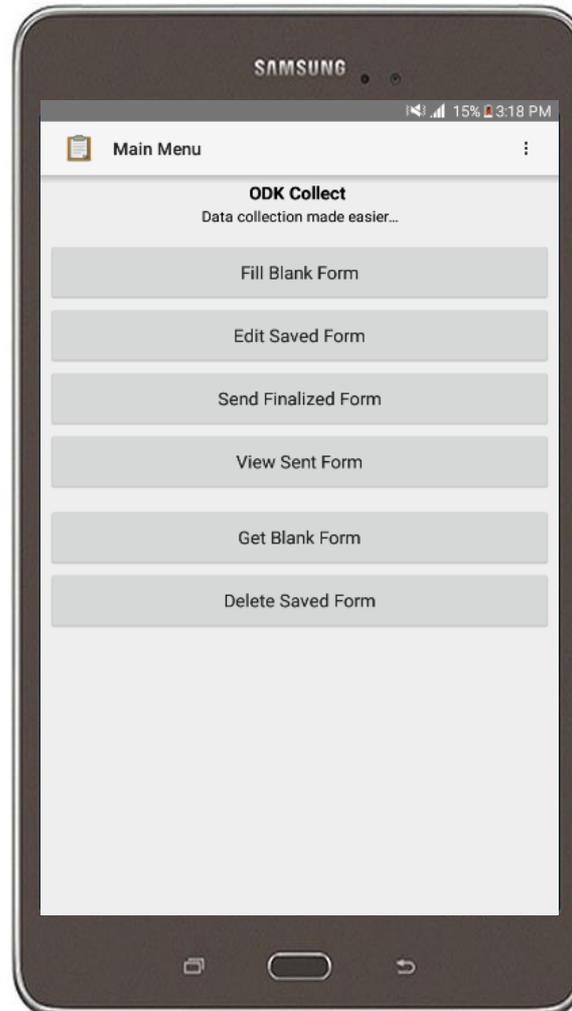 SAMSUNG
15% 3:18 PM
Main Menu
ODK Collect
Data collection made easier...
Fill Blank Form
Edit Saved Form
Send Finalized Form
View Sent Form
Get Blank Form
Delete Saved Form